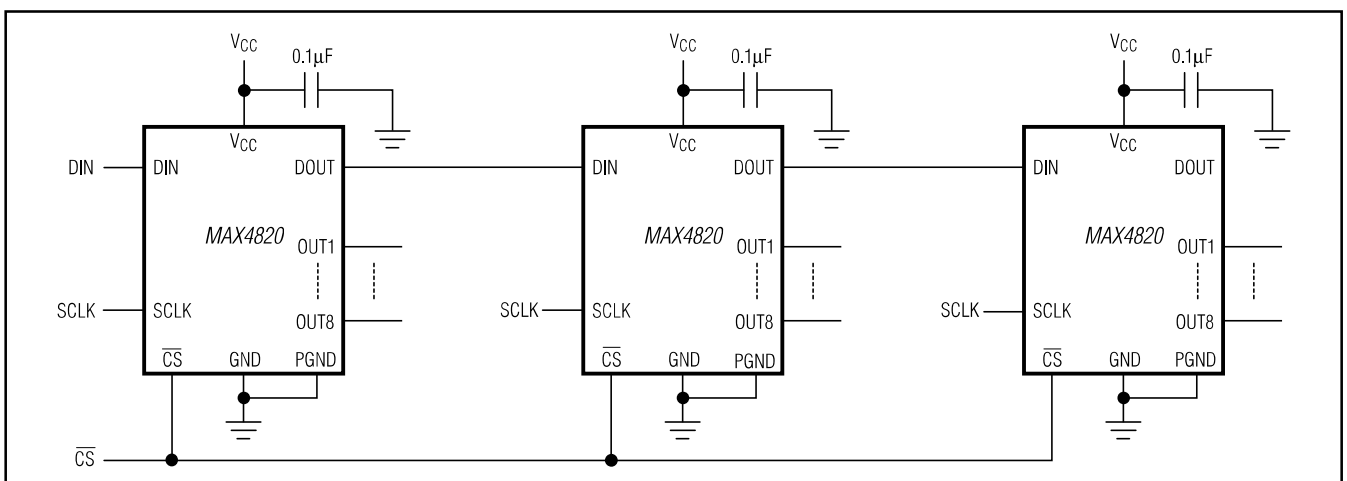 VCC 0.1µF VCC 0.1µF VCC 0.1µF
VCC VCC VCC
DIN DIN DOUT DIN DOUT DIN DOUT
MAX4820 MAX4820 MAX4820
OUT1 OUT1 OUT1
SCLK SCLK SCLK SCLK SCLK SCLK
OUT8 OUT8 OUT8
CS GND PGND CS GND PGND CS GND PGND
CS